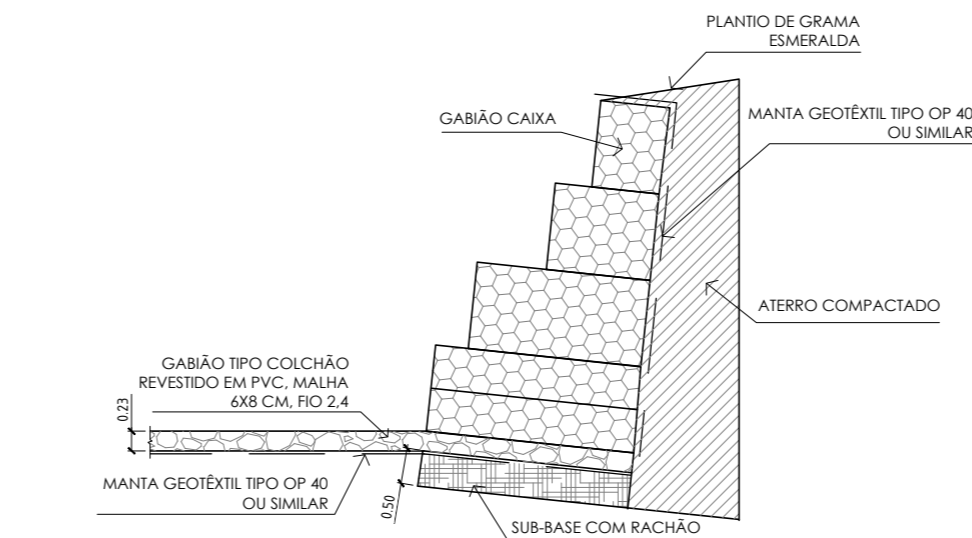 PLANTIO DE GRAMA
ESMERALDA
GABIÃO CAIXA
MANTA GEOTÊXTIL TIPO OP 40
OU SIMILAR
ATERRO COMPACTADO
GABIÃO TIPO COLCHÃO
REVESTIDO EM PVC, MALHA
6X8 CM, FIO 2,4
0.23
MANTA GEOTÊXTIL TIPO OP 40
OU SIMILAR
0.50
SUB-BASE COM RACHÃO